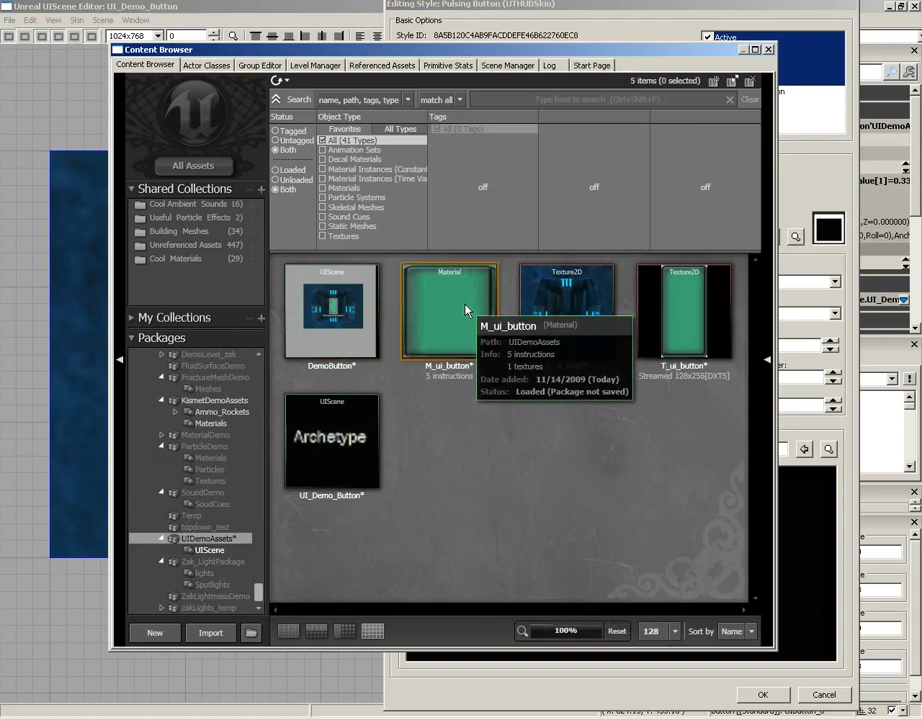 Unreal UIScene Editor: UI_Demo_Button
Editing Style: Pulsing Button (UTHUDSkin)
File Edit View Skin Scene Window
Basic Options
1024x768 0
Style ID: 8A5B120C4AB9FACDDEFE46B622760EC8
Active
Content Browser
Content Browser Actor Classes Group Editor Level Manager Referenced Assets Primitive Stats Scene Manager Log Start Page
5 items (0 selected)
Search name, path, tags, type match all Type here to search (Ctrl+Shift+F) Clear
Status Object Type Tags
Tagged
Untagged
Both
Loaded
Unloaded
Both
Favorites All Types
All (41 Types)
Animation Sets
Decal Materials
Material Instances (Constant
Material Instances (Time Va
Materials
Particle Systems
Skeletal Meshes
Sound Cues
Static Meshes
Textures
All (0 Tags)
off off off
All Assets
Shared Collections
Cool Ambient Sounds 16)
Useful Particle Effects 2)
Building Meshes (34)
Unreferenced Assets 447)
Cool Materials (29)
My Collections
Packages
DemoLevel_zak
FluidSurfaceDemo
FractureMeshDemo
Meshes
KismetDemoAssets
Ammo_Rockets
Materials
MaterialDemo
ParticleDemo
Materials
Particles
Textures
SoundDemo
SoudCues
Temp
topdown_test
UIDemoAssets*
UIScene
Zak_LightPackage
lights
Spotlights
ZakLightmassDemo
zakLights_temp
New Import
UIScene
DemoButton*
Material
M_ui_button*
5 instructions
Texture2D
Texture2D
T_ui_button*
Streamed 128x256[DXT5]
M_ui_button (Material)
Path: UIDemoAssets
Info: 5 instructions
1 textures
Date added: 11/14/2009 (Today)
Status: Loaded (Package not saved)
UIScene
Archetype
UI_Demo_Button*
100% Reset 128 Sort by Name
OK Cancel
32